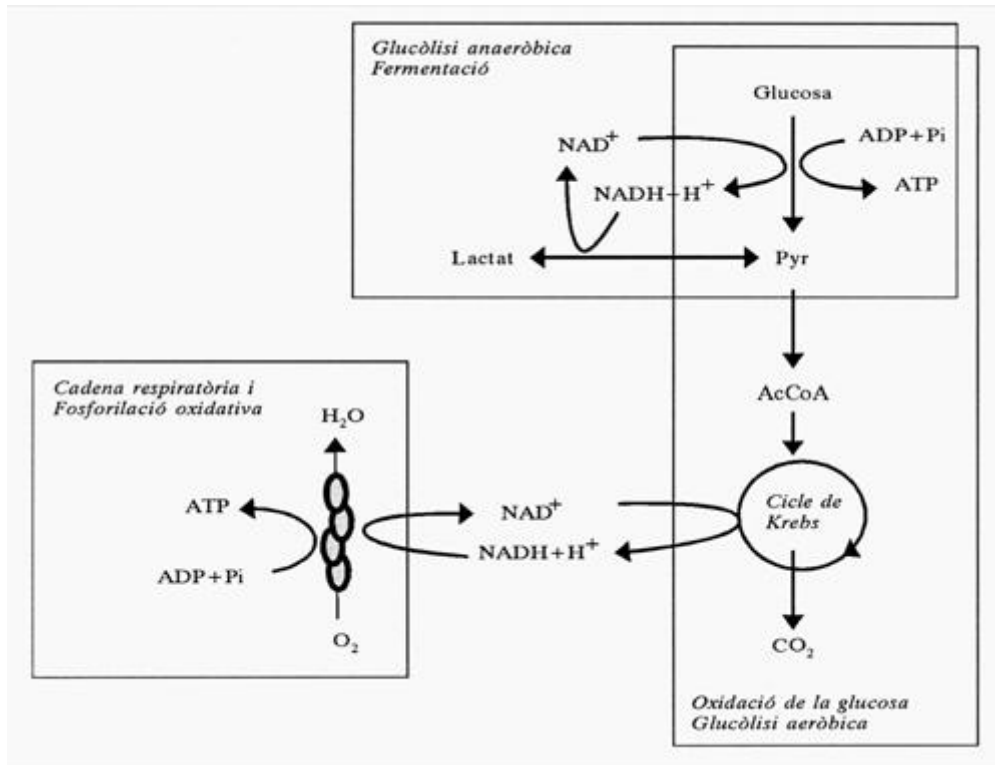 Glucòlisi anaeròbica
Fermentació
Glucosa
NAD+
ADP+Pi
NADH-H+
ATP
Lactat
Pyr
AcCoA
Cadena respiratòria i
Fosforilació oxidativa
H2O
ATP
NAD+
Cicle de
Krebs
NADH+H+
ADP+Pi
O2
CO2
Oxidació de la glucosa
Glucòlisi aeròbica